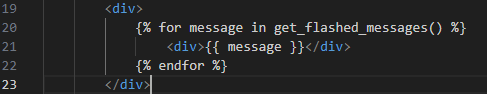 19 <div>
20 {% for message in get_flashed_messages() %}
21 <div>{{ message }}</div>
22 {% endfor %}
23 </div>